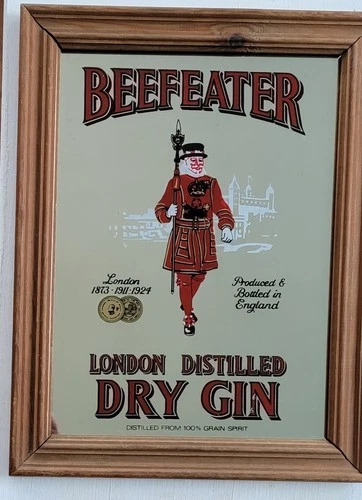 BEEFEATER
London
1873·1911·1924
Produced &
Bottled in
England
LONDON DISTILLED
DRY GIN
DISTILLED FROM 100% GRAIN SPIRIT